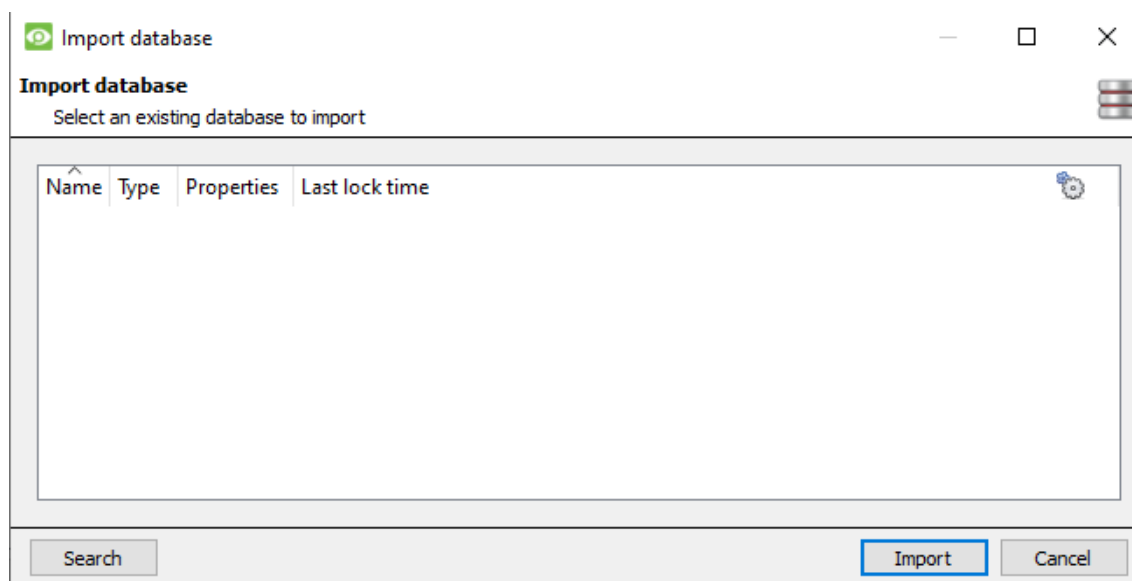 Import database
Import database
Select an existing database to import
Name Type Properties Last lock time
Search Import Cancel